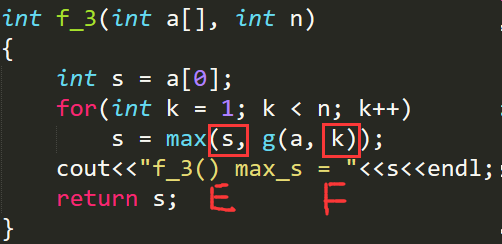 int f_3(int a[], int n)
{
int s = a[0];
for(int k = 1; k < n; k++)
s = max(s, g(a, k));
cout<<"f_3() max_s = "<<s<<endl;
return s;
E F
}